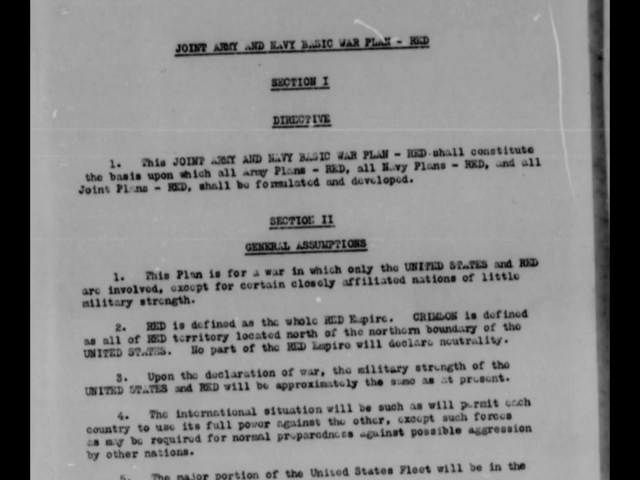 JOINT ARMY AND NAVY BASIC WAR PLAN - RED
SECTION I
DIRECTIVE
1. This JOINT ARMY AND NAVY BASIC WAR PLAN - RED shall constitute
the basis upon which all Army Plans - RED, all Navy Plans - RED, and all
Joint Plans - RED, shall be formulated and developed.
SECTION II
GENERAL ASSUMPTIONS
1. This Plan is for a war in which only the UNITED STATES and RED
are involved, except for certain closely affiliated nations of little
military strength.
2. RED is defined as the whole RED Empire. CRIMSON is defined
as all of RED territory located north of the northern boundary of the
UNITED STATES. No part of the RED Empire will declare neutrality.
3. Upon the declaration of war, the military strength of the
UNITED STATES and RED will be approximately the same as at present.
4. The international situation will be such as will permit each
country to use its full power against the other, except such forces
as may be required for normal preparedness against possible aggression
by other nations.
5. The major portion of the United States Fleet will be in the